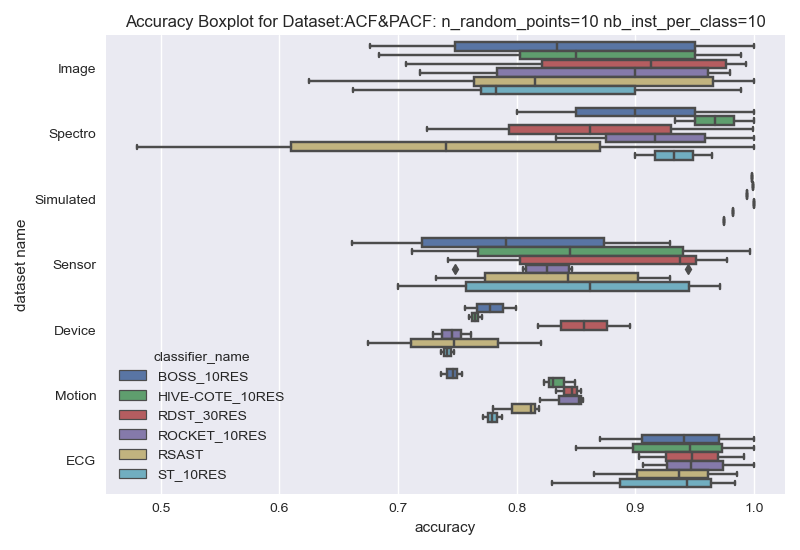 Accuracy Boxplot for Dataset:ACF&PACF: n_random_points=10 nb_inst_per_class=10
Image
Spectro
Simulated
Sensor
Device
Motion
ECG
dataset name
classifier_name
BOSS_10RES
HIVE-COTE_10RES
RDST_30RES
ROCKET_10RES
RSAST
ST_10RES
0.5 0.6 0.7 0.8 0.9 1.0
accuracy